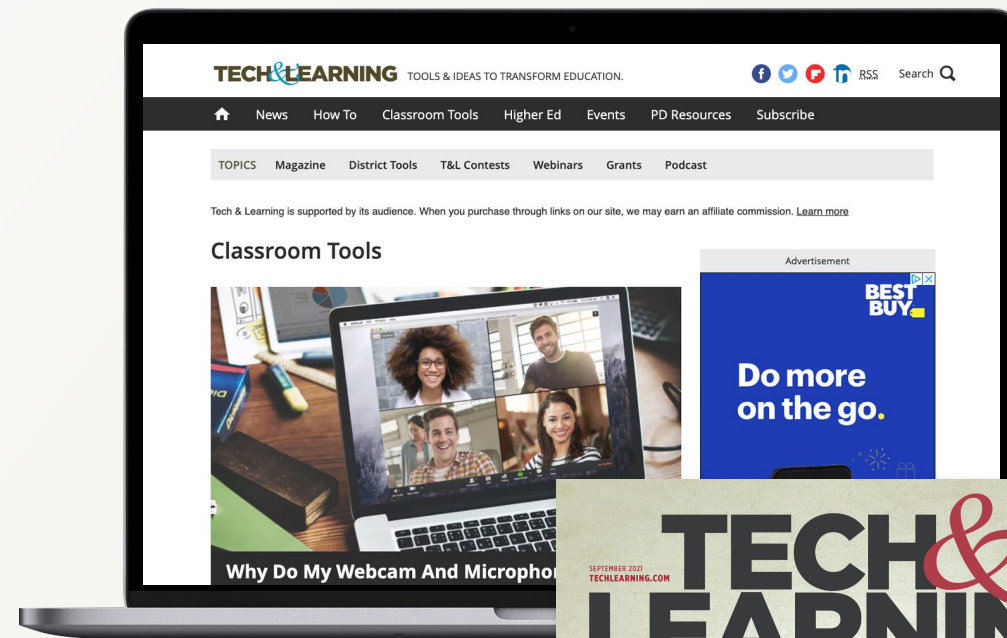 TECH&LEARNING TOOLS & IDEAS TO TRANSFORM EDUCATION.
RSS Search
News How To Classroom Tools Higher Ed Events PD Resources Subscribe
TOPICS Magazine District Tools T&L Contests Webinars Grants Podcast
Tech & Learning is supported by its audience. When you purchase through links on our site, we may earn an affiliate commission. Learn more
Classroom Tools
Advertisement
BEST
BUY
Do more
on the go.
Why Do My Webcam And
SEPTEMBER 2021
TECHLEARNING.COM
TECH&